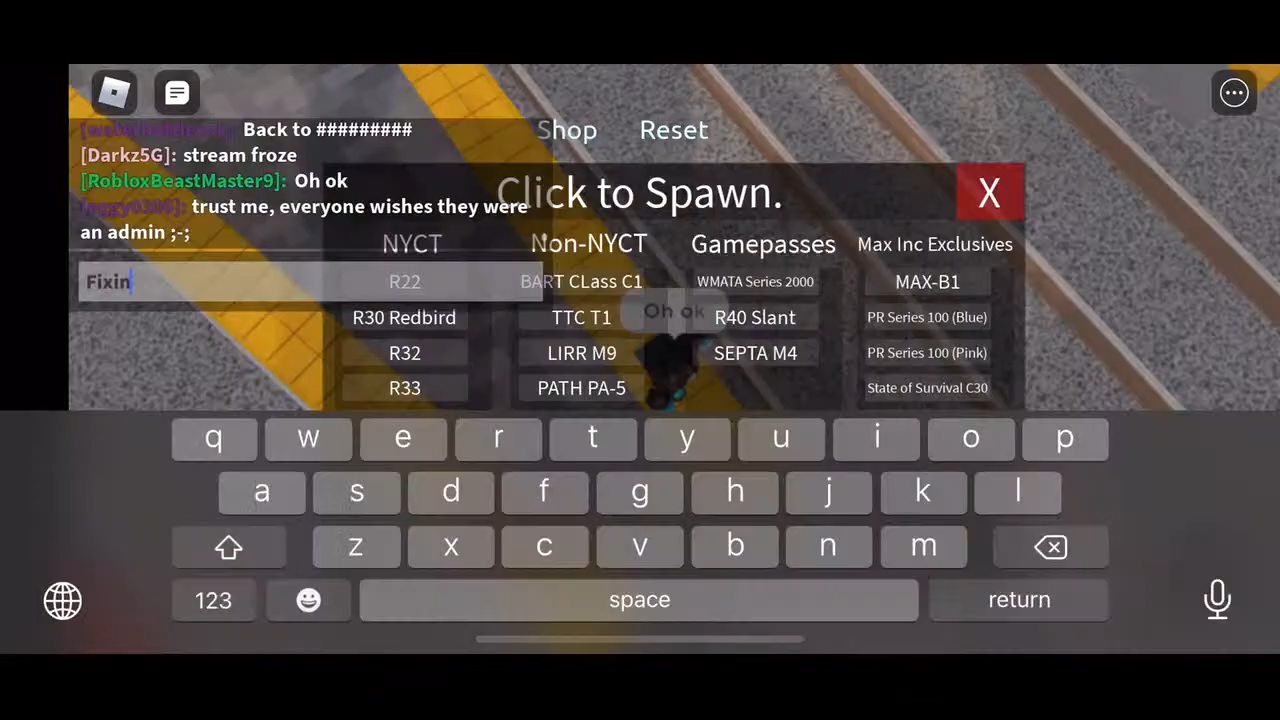 Back to #########
[Darkz5G]: stream froze
[RobloxBeastMaster9]: Oh ok
trust me, everyone wishes they were
an admin ;-;
Fixin
Shop Reset
Click to Spawn. X
NYCT Non-NYCT Gamepasses Max Inc Exclusives
R22 BART CLass C1 WMATA Series 2000 MAX-B1
R30 Redbird TTC T1 R40 Slant PR Series 100 (Blue)
Oh ok
R32 LIRR M9 SEPTA M4 PR Series 100 (Pink)
R33 PATH PA-5 State of Survival C30
q w e r t y u i o p
a s d f g h j k l
z x c v b n m
123 space return